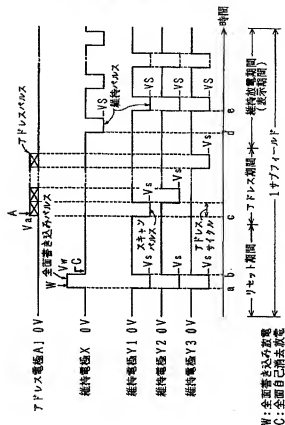 アドレス電極A1 0V
維持電極X 0V
維持電極Y1 0V
維持電極Y2 0V
維持電極Y3 0V
Va
A
アドレスパルス
全面書き込みパルス
W
Vw
C
スキャンパルス
アドレスサイクル
維持パルス
-Vs
-Vs
-Vs
-Vs
-Vs
-Vs
-VS
-VS
-VS
-VS
a
b
c
d
e
時間
リセット期間
アドレス期間
維持放電期間
(表示期間)
1サブフィールド
W:全面書き込み放電
C:全面自己消去放電